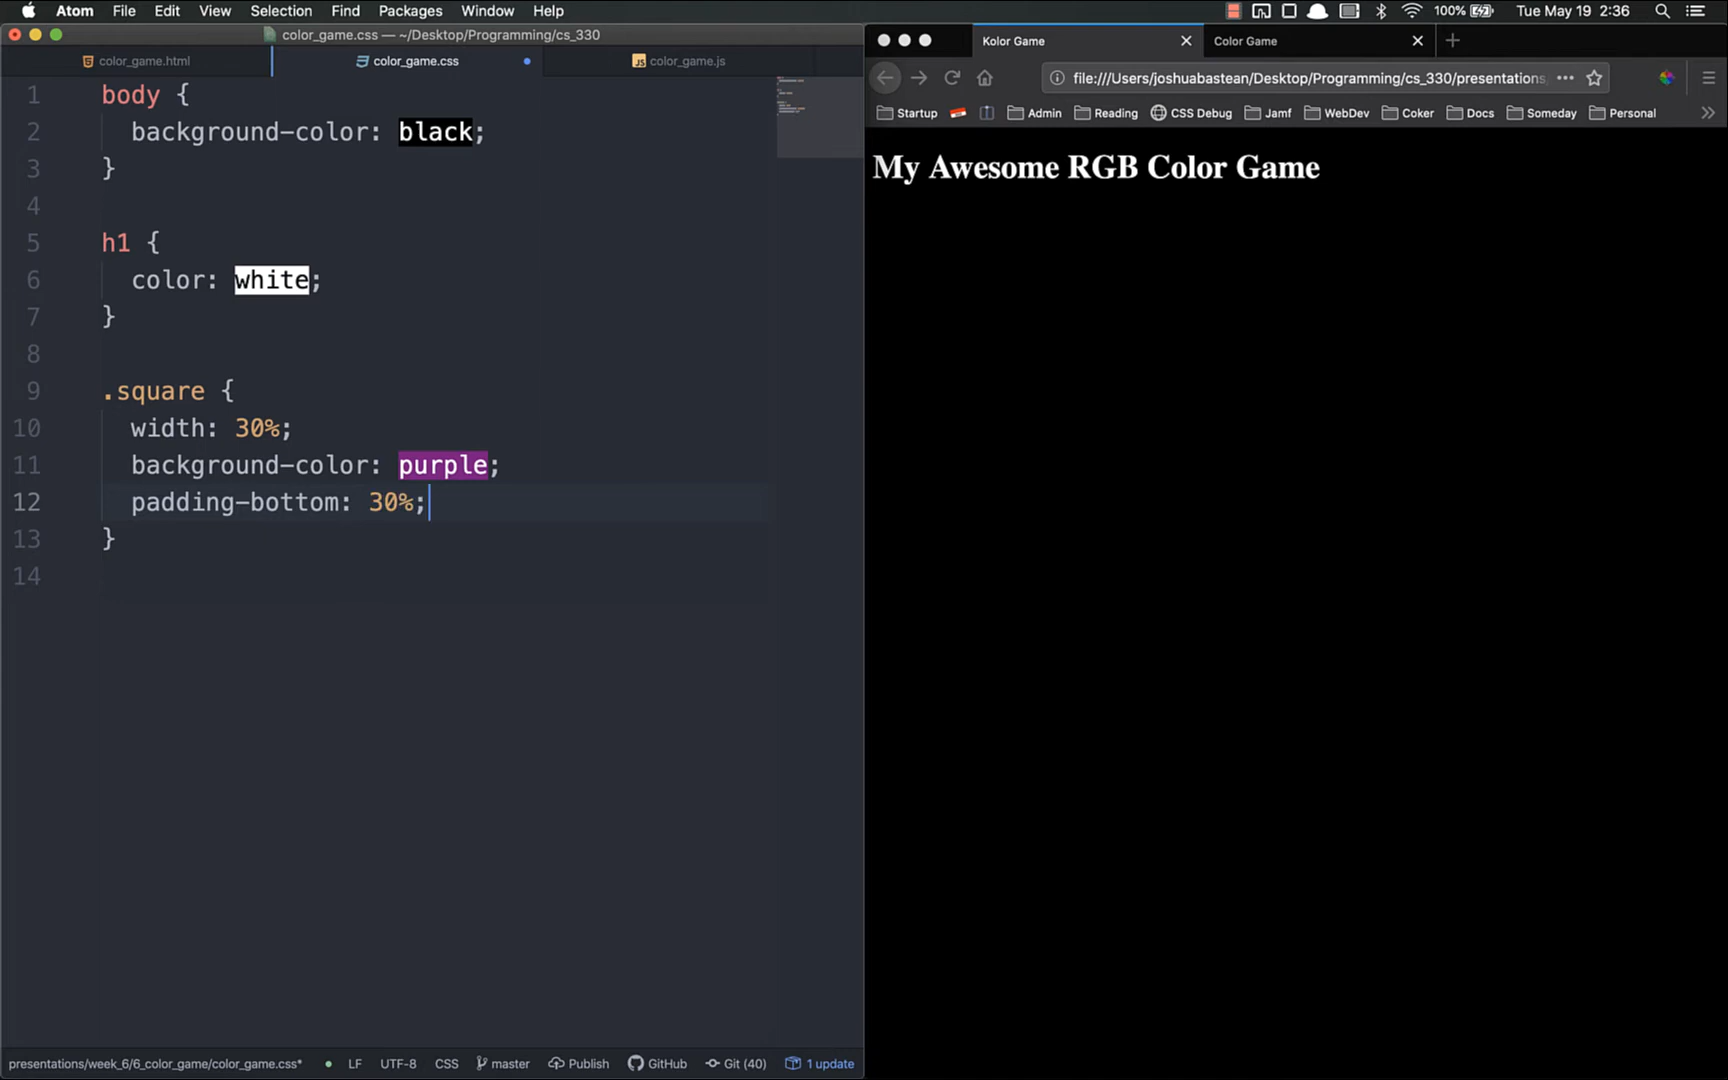 Atom File Edit View Selection Find Packages Window Help 100% Tue May 19 2:36
color_game.css — ~/Desktop/Programming/cs_330
color_game.html color_game.css color_game.js
1 body {
2 background-color: black;
3 }
4
5 h1 {
6 color: white;
7 }
8
9 .square {
10 width: 30%;
11 background-color: purple;
12 padding-bottom: 30%;
13 }
14
presentations/week_6/6_color_game/color_game.css* LF UTF-8 CSS master Publish GitHub Git (40) 1 update
Kolor Game Color Game
file:///Users/joshuabastean/Desktop/Programming/cs_330/presentations
Startup Admin Reading CSS Debug Jamf WebDev Coker Docs Someday Personal
My Awesome RGB Color Game